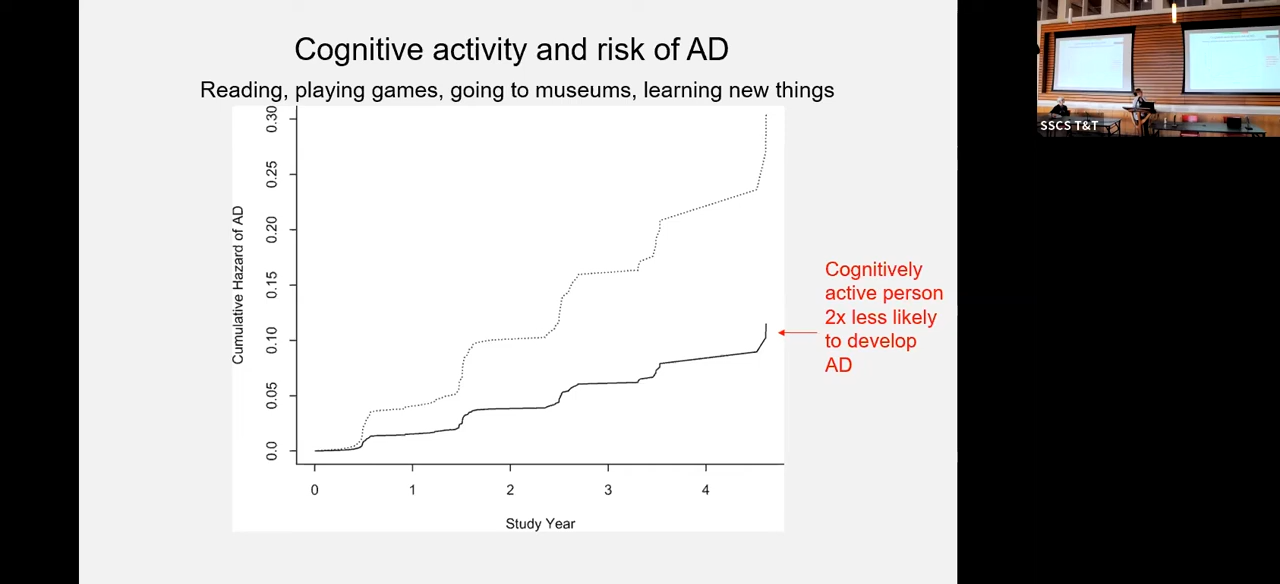 Cognitive activity and risk of AD
Reading, playing games, going to museums, learning new things
Cumulative Hazard of AD
0.30
0.25
0.20
0.15
0.10
0.05
0.0
0 1 2 3 4
Study Year
Cognitively
active person
2x less likely
to develop
AD
SSCS T&T